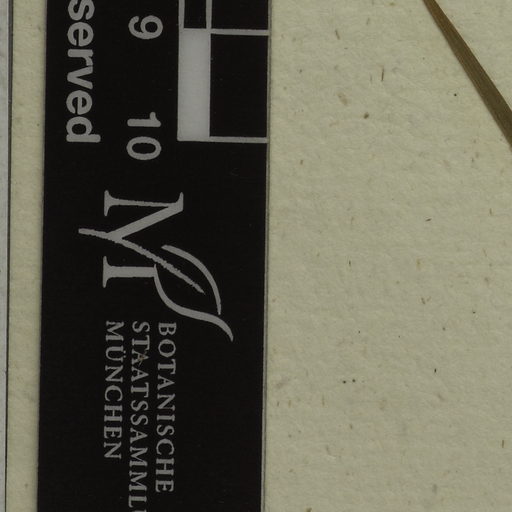 served
9 10
M
BOTANISCHE
STAATSSAMML
MÜNCHEN